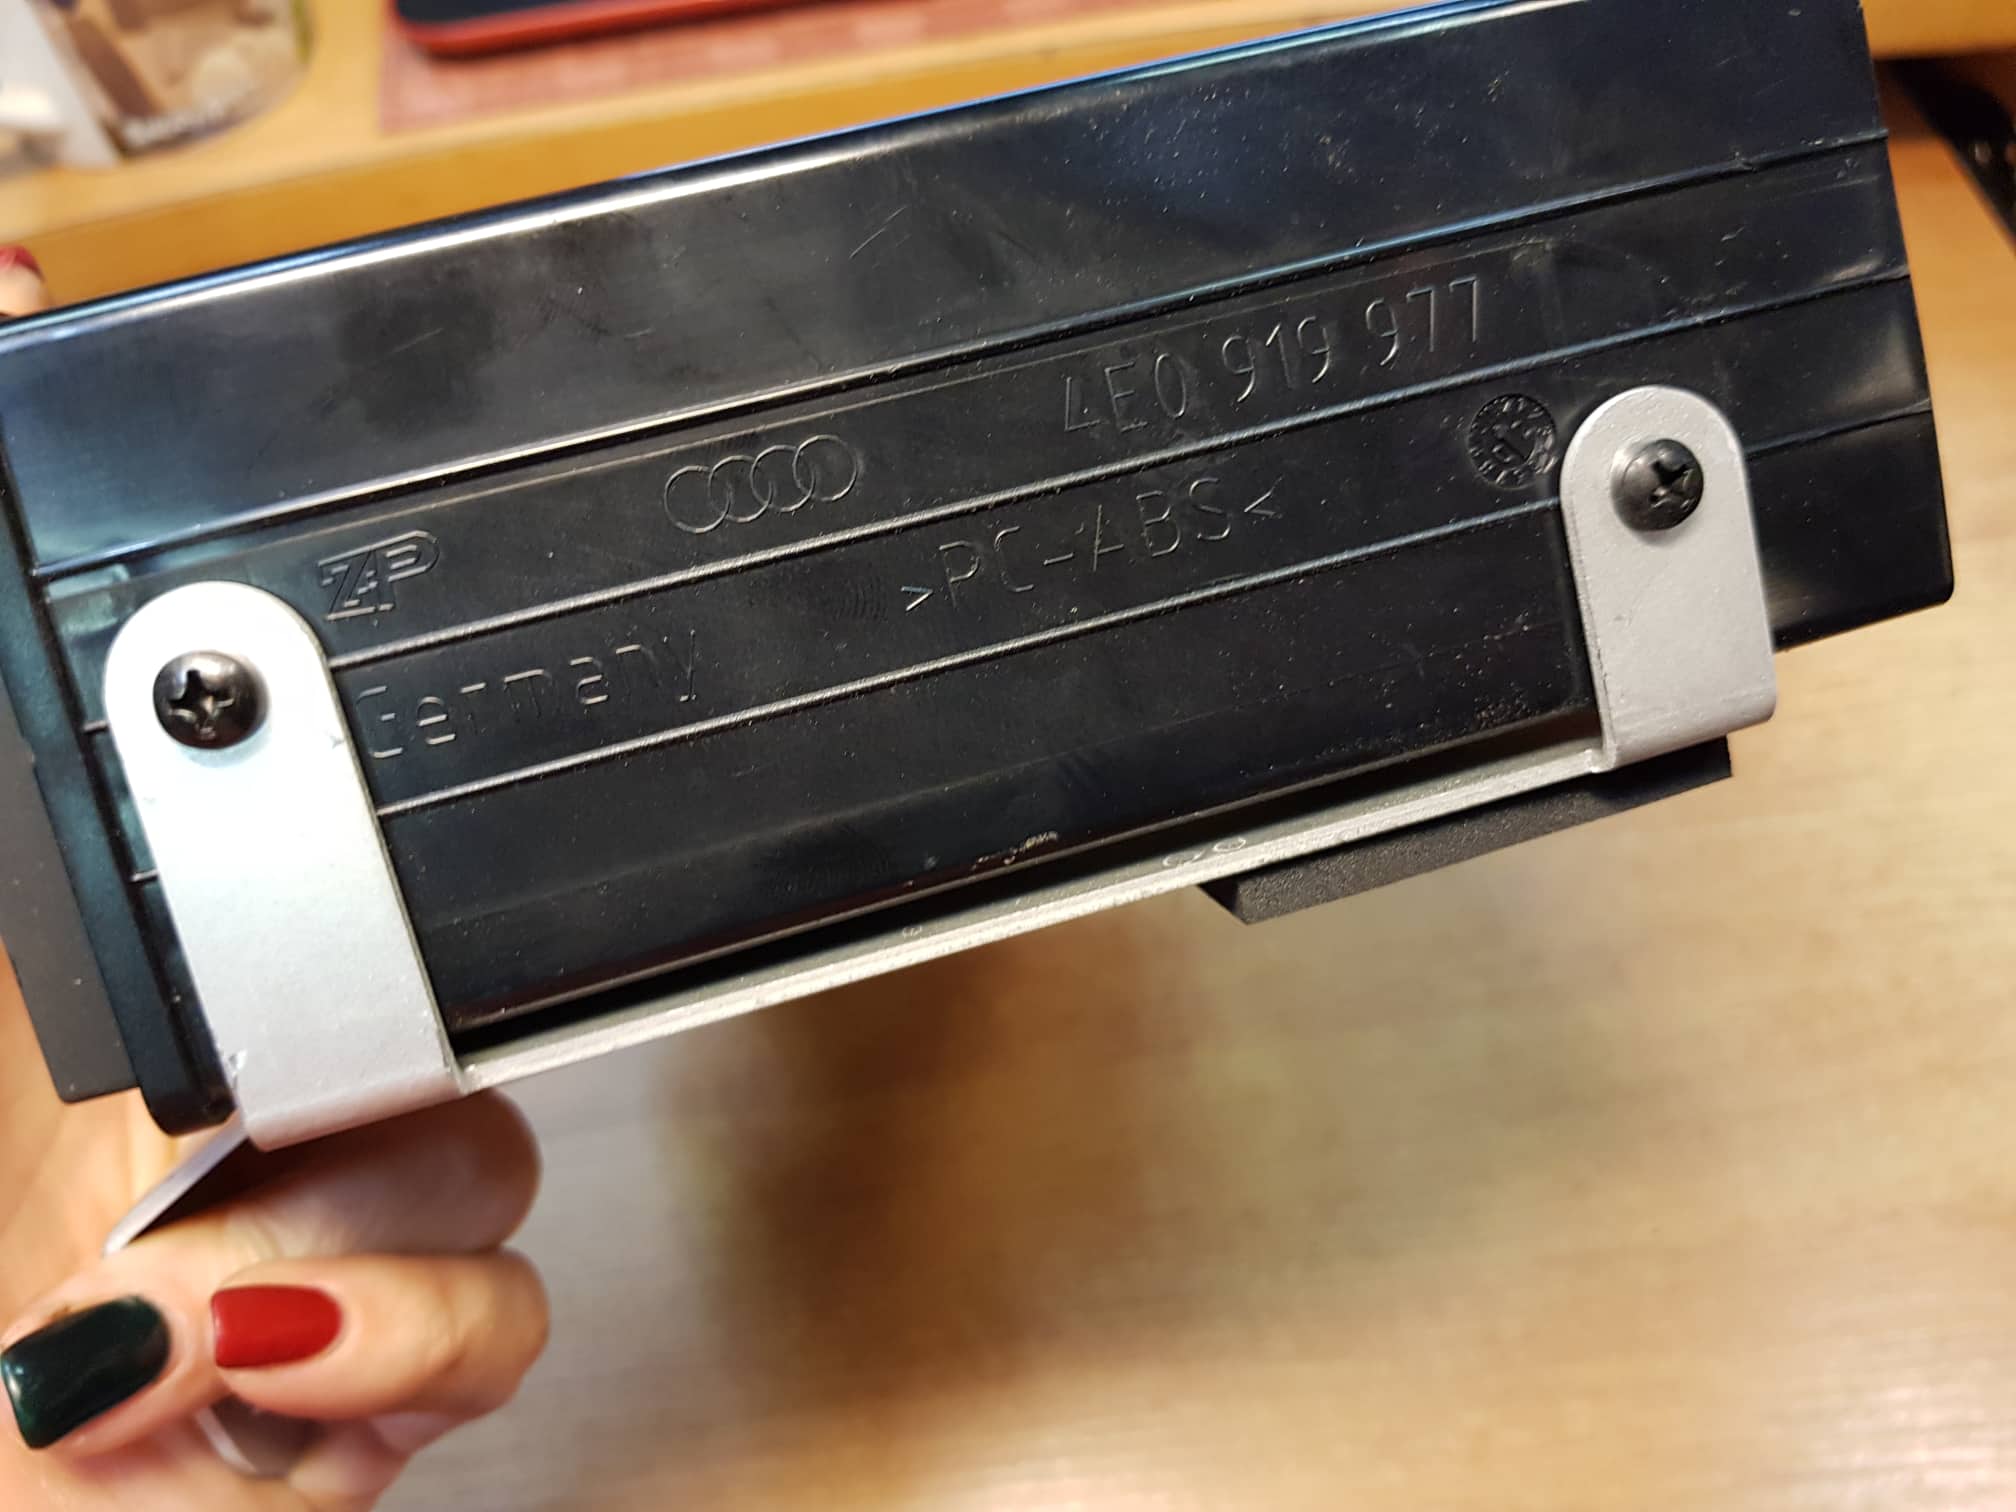 4E0 919 977
ZP
>PC-ABS<
Germany